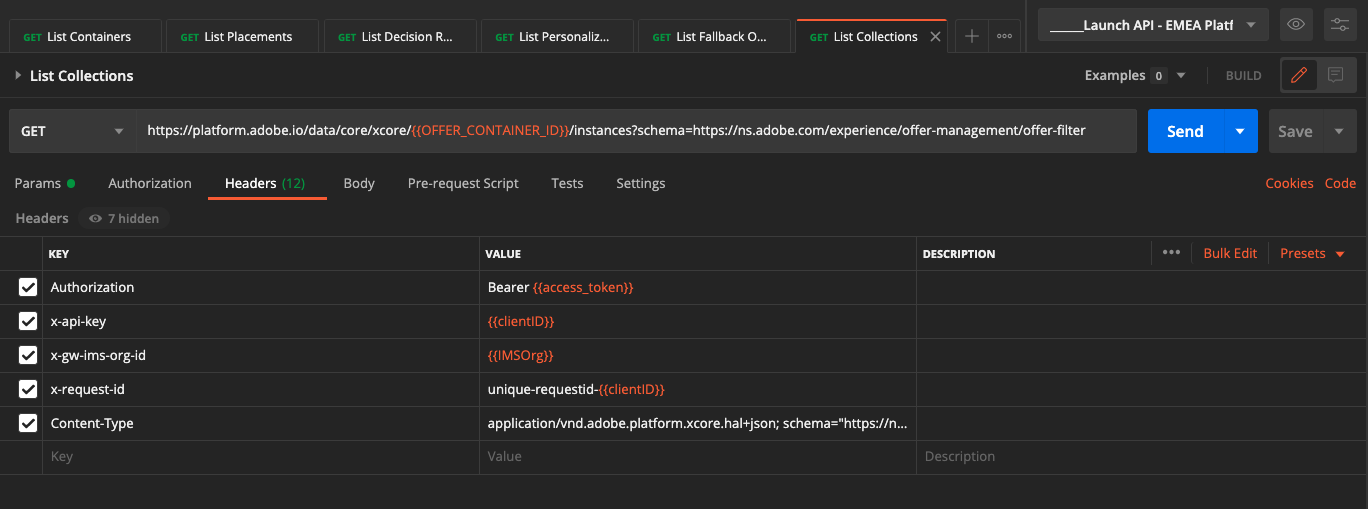 GET List Containers GET List Placements GET List Decision R... GET List Personaliz... GET List Fallback O... GET List Collections ______Launch API - EMEA Platf
List Collections Examples 0 BUILD
GET https://platform.adobe.io/data/core/xcore/{{OFFER_CONTAINER_ID}}/instances?schema=https://ns.adobe.com/experience/offer-management/offer-filter Send Save
Params Authorization Headers (12) Body Pre-request Script Tests Settings Cookies Code
Headers 7 hidden
KEY VALUE DESCRIPTION ••• Bulk Edit Presets
Authorization Bearer {{access_token}}
x-api-key {{clientID}}
x-gw-ims-org-id {{IMSOrg}}
x-request-id unique-requestid-{{clientID}}
Content-Type application/vnd.adobe.platform.xcore.hal+json; schema="https://n...
Key Value Description